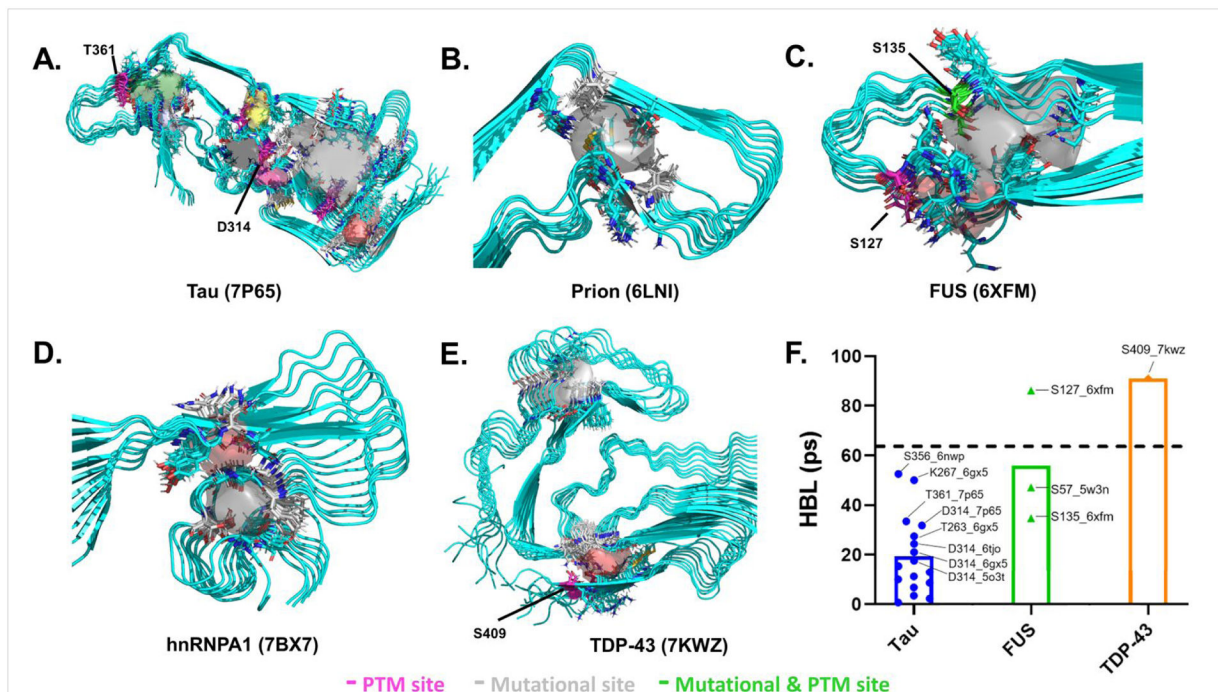 A.
T361
D314
Tau (7P65)
B.
Prion (6LNI)
C.
S135
S127
FUS (6XFM)
D.
hnRNPA1 (7BX7)
E.
S409
TDP-43 (7KWZ)
F.
HBL (ps)
100
80
60
40
20
0
S409_7kwz
S127_6xfm
S356_6nwp
K267_6gx5
T361_7p65
D314_7p65
T263_6gx5
D314_6tjo
D314_6gx5
D314_5o3t
S57_5w3n
S135_6xfm
Tau
FUS
TDP-43
- PTM site - Mutational site - Mutational & PTM site